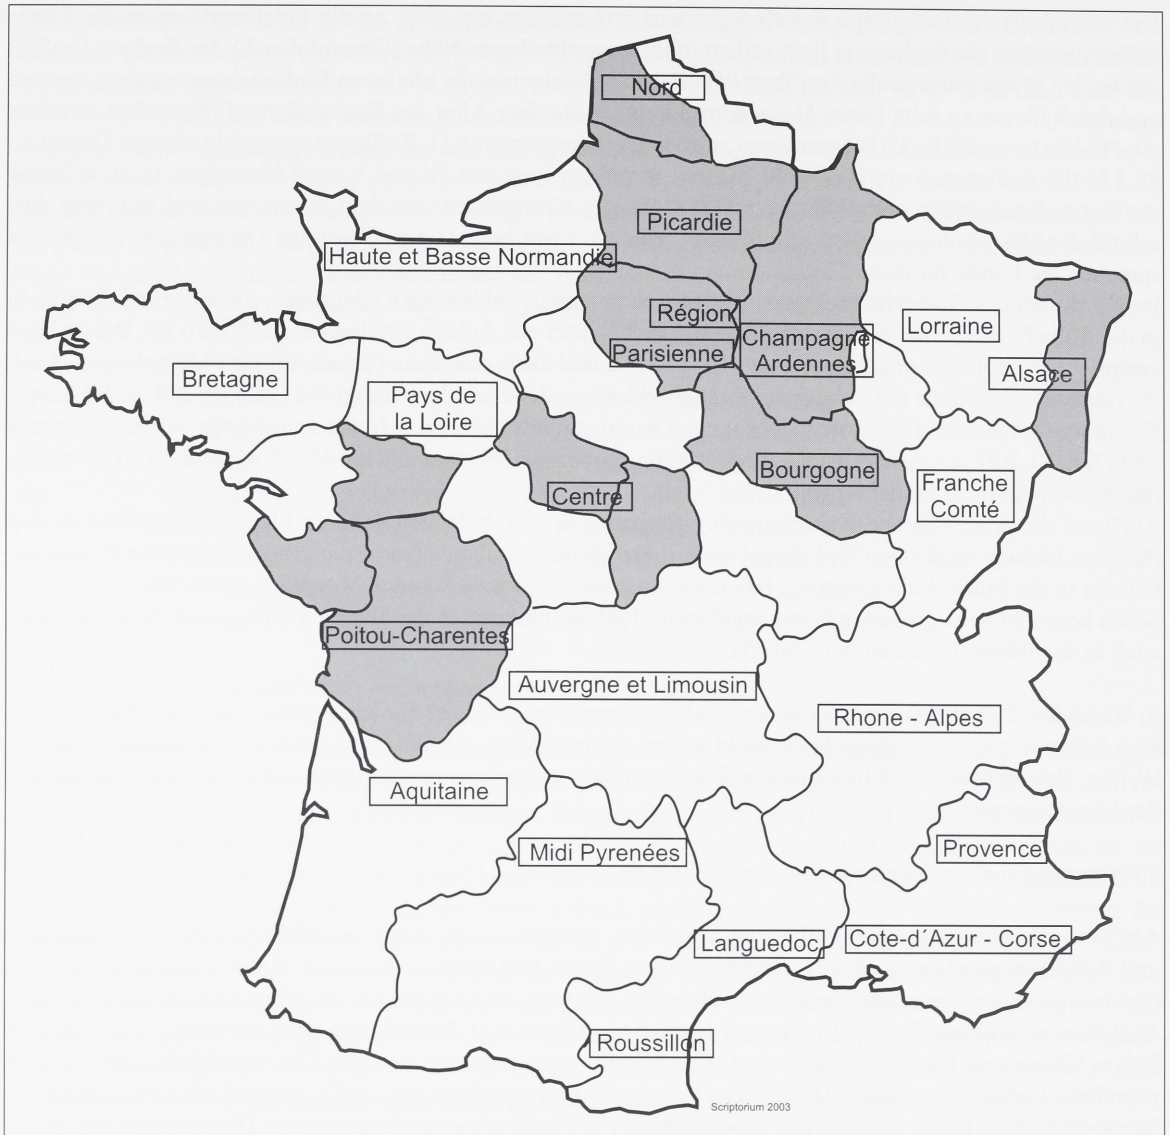 Nord
Picardie
Haute et Basse Normandie
Région
Parisienne
Champagne
Ardennes
Lorraine
Alsace
Bretagne
Pays de
la Loire
Centre
Bourgogne
Franche
Comté
Poitou-Charentes
Auvergne et Limousin
Rhone - Alpes
Aquitaine
Midi Pyrenées
Provence
Languedoc
Cote-d´Azur - Corse
Roussillon
Scriptorium 2003